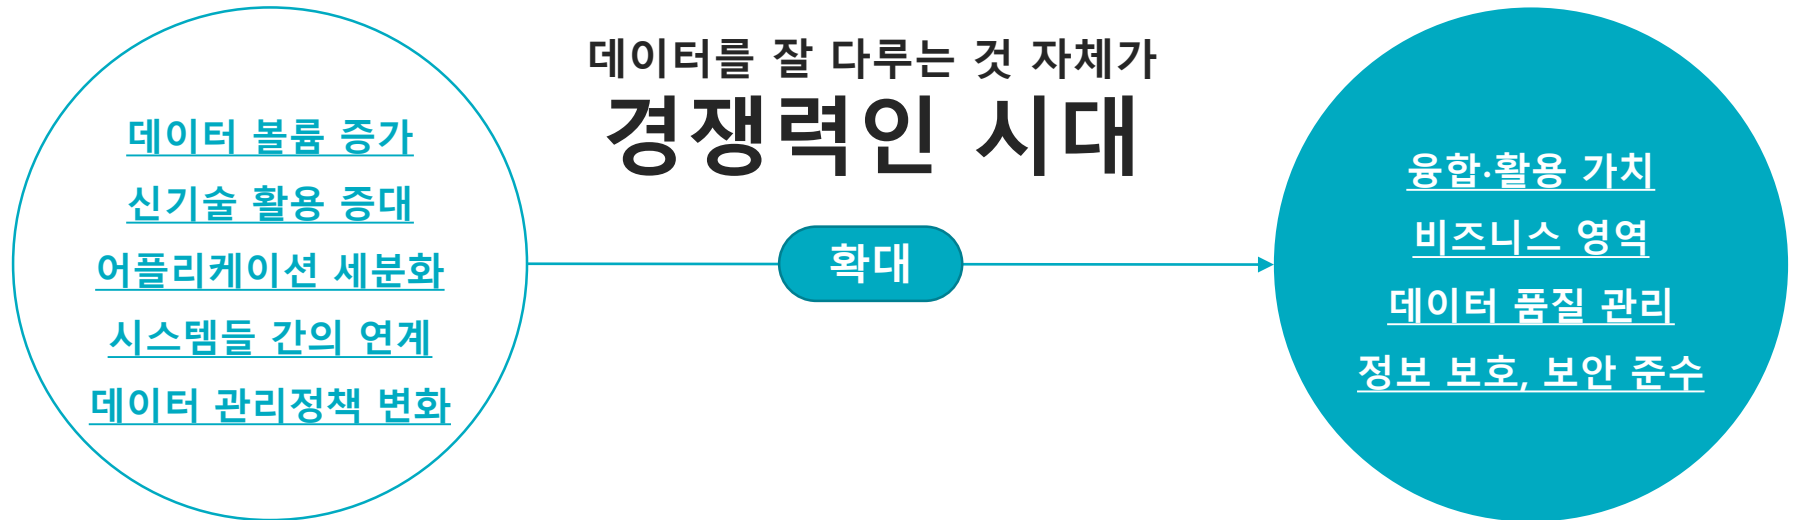 데이터를 잘 다루는 것 자체가
경쟁력인 시대
데이터 볼륨 증가
신기술 활용 증대
어플리케이션 세분화
시스템들 간의 연계
데이터 관리정책 변화
확대
융합·활용 가치
비즈니스 영역
데이터 품질 관리
정보 보호, 보안 준수